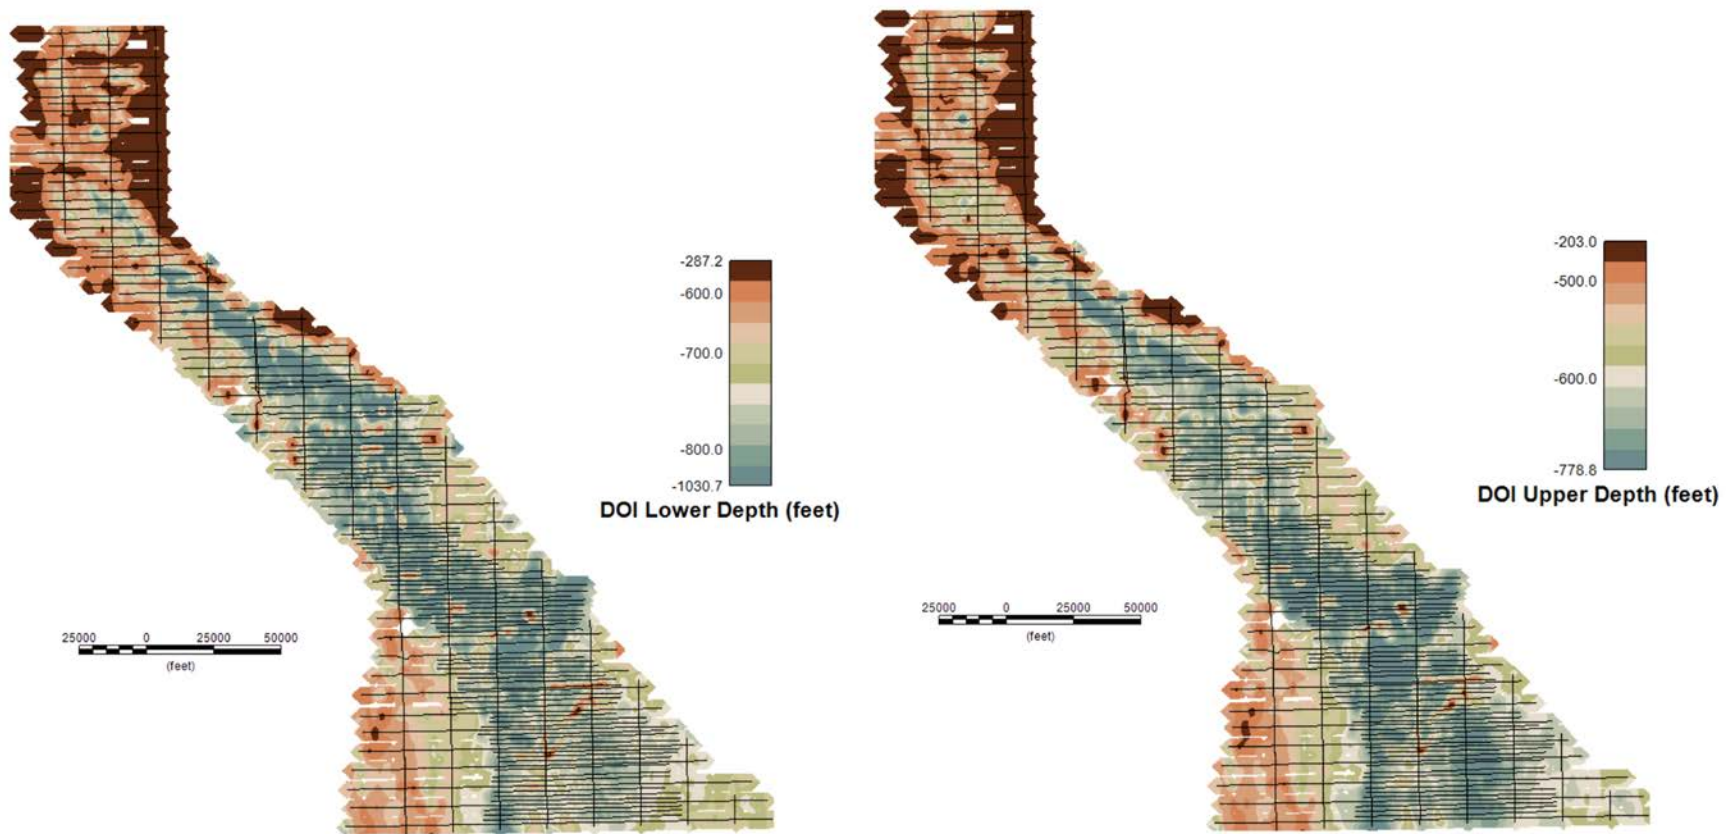 -287.2
-600.0
-700.0
-800.0
-1030.7
DOI Lower Depth (feet)
25000 0 25000 50000
(feet)
-203.0
-500.0
-600.0
-778.8
DOI Upper Depth (feet)
25000 0 25000 50000
(feet)